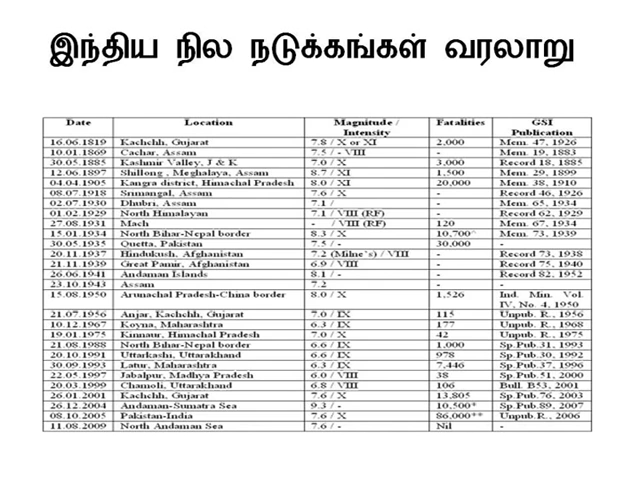 இந்திய நில நடுக்கங்கள் வரலாறு
Date Location Magnitude / Intensity Fatalities GSI Publication
16.06.1819 Kachchh, Gujarat 7.8 / X or XI 2,000 Mem. 47, 1926
10.01.1869 Cachar, Assam 7.5 / - VIII - Mem. 19, 1883
30.05.1885 Kashmir Valley, J & K 7.0 / X 3,000 Record 18, 1885
12.06.1897 Shillong , Meghalaya, Assam 8.7 / XI 1,500 Mem. 29, 1899
04.04.1905 Kangra district, Himachal Pradesh 8.0 / XI 20,000 Mem. 38, 1910
08.07.1918 Srimangal, Assam 7.6 / X - Record 46, 1926
02.07.1930 Dhubri, Assam 7.1 / - Mem. 65, 1934
01.02.1929 North Himalayan 7.1 / VIII (RF) - Record 62, 1929
27.08.1931 Mach - / VIII (RF) 120 Mem. 67, 1934
15.01.1934 North Bihar-Nepal border 8.3 / X 10,700^ Mem. 73, 1939
30.05.1935 Quetta, Pakistan 7.5 / - 30,000 -
20.11.1937 Hindukush, Afghanistan 7.2 (Milne's) / VIII - Record 73, 1938
21.11.1939 Great Pamir, Afghanistan 6.9 / VIII - Record 75, 1940
26.06.1941 Andaman Islands 8.1 / - - Record 82, 1952
23.10.1943 Assam 7.2 - -
15.08.1950 Arunachal Pradesh-China border 8.0 / X 1,526 Ind. Min. Vol. IV, No. 4, 1950
21.07.1956 Anjar, Kachchh, Gujarat 7.0 / IX 115 Unpub. R., 1956
10.12.1967 Koyna, Maharashtra 6.3 / IX 177 Unpub. R., 1968
19.01.1975 Kinnaur, Himachal Pradesh 7.0 / X 42 Unpub. R., 1975
21.08.1988 North Bihar-Nepal border 6.6 / IX 1,000 Sp.Pub.31, 1993
20.10.1991 Uttarkashi, Uttarakhand 6.6 / IX 978 Sp.Pub.30, 1992
30.09.1993 Latur, Maharashtra 6.3 / IX 7,446 Sp.Pub.37, 1996
22.05.1997 Jabalpur, Madhya Pradesh 6.0 / VIII 38 Sp.Pub.51, 2000
20.03.1999 Chamoli, Uttarakhand 6.8 / VIII 106 Bull. B53, 2001
26.01.2001 Kachchh, Gujarat 7.6 / X 13,805 Sp.Pub.76, 2003
26.12.2004 Andaman-Sumatra Sea 9.3 / - 10,500* Sp.Pub.89, 2007
08.10.2005 Pakistan-India 7.6 / X 86,000** Unpub.R., 2006
11.08.2009 North Andaman Sea 7.6 / - Nil -